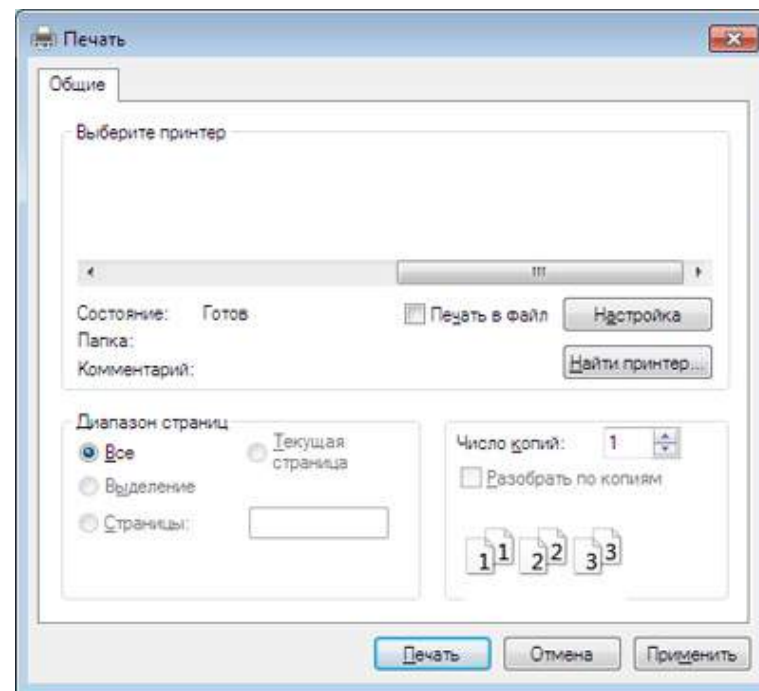 Печать
Общие
Выберите принтер
Состояние: Готов
Печать в файл
Настройка
Папка:
Комментарий:
Найти принтер...
Диапазон страниц
Все
Текущая страница
Выделение
Страницы:
Число копий: 1
Разобрать по копиям
1 1 2 2 3 3
Печать
Отмена
Применить